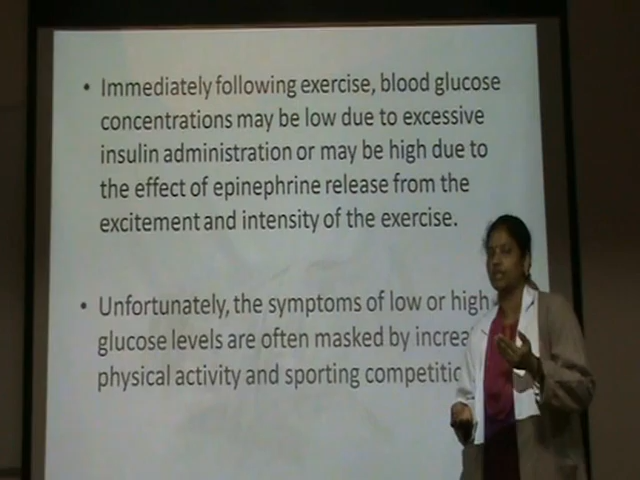 • Immediately following exercise, blood glucose
concentrations may be low due to excessive
insulin administration or may be high due to
the effect of epinephrine release from the
excitement and intensity of the exercise.
• Unfortunately, the symptoms of low or high
glucose levels are often masked by increa
physical activity and sporting competitio